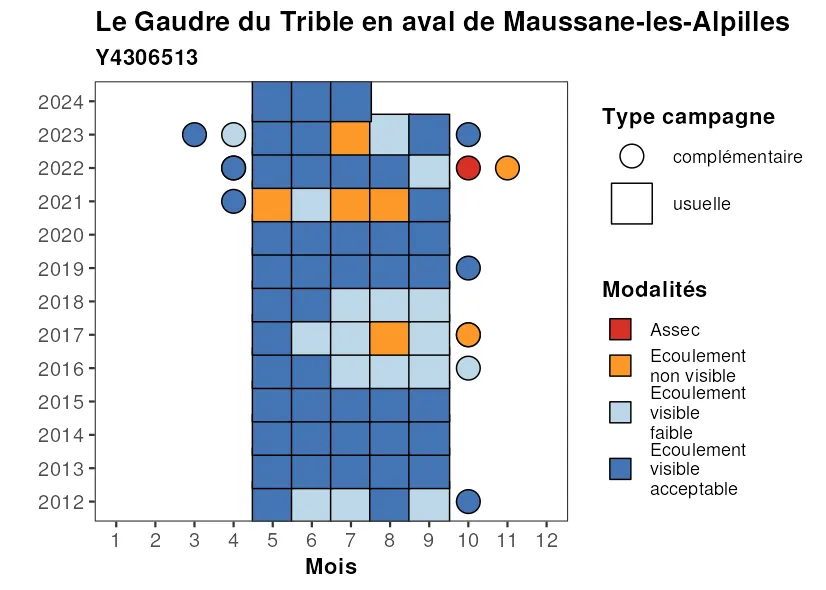 Le Gaudre du Trible en aval de Maussane-les-Alpilles
Y4306513
2024
2023
2022
2021
2020
2019
2018
2017
2016
2015
2014
2013
2012
1 2 3 4 5 6 7 8 9 10 11 12
Mois
Type campagne
complémentaire
usuelle
Modalités
Assec
Ecoulement
non visible
Ecoulement
visible
faible
Ecoulement
visible
acceptable